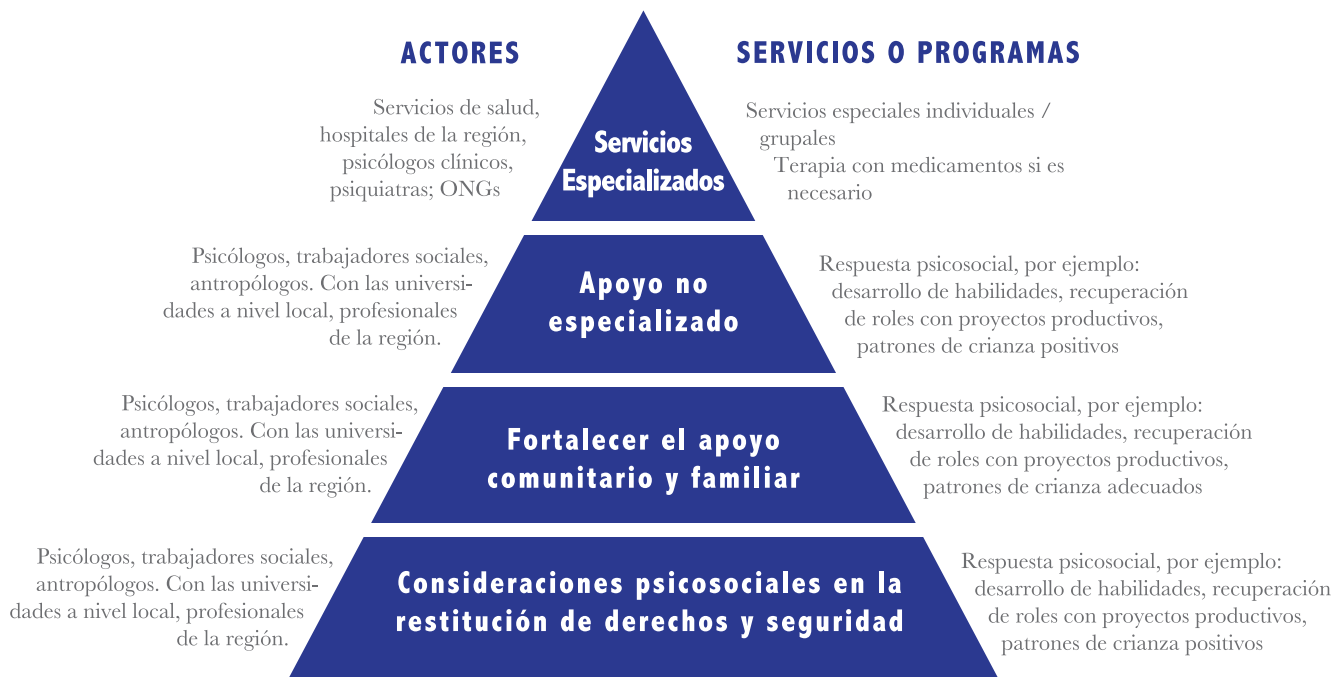 ACTORES
SERVICIOS O PROGRAMAS
Servicios de salud,
hospitales de la región,
psicólogos clínicos,
psiquiatras; ONGs
Servicios
Especializados
Servicios especiales individuales /
grupales
Terapia con medicamentos si es
necesario
Psicólogos, trabajadores sociales,
antropólogos. Con las universi-
dades a nivel local, profesionales
de la región.
Apoyo no
especializado
Respuesta psicosocial, por ejemplo:
desarrollo de habilidades, recuperación
de roles con proyectos productivos,
patrones de crianza positivos
Psicólogos, trabajadores sociales,
antropólogos. Con las universi-
dades a nivel local, profesionales
de la región.
Fortalecer el apoyo
comunitario y familiar
Respuesta psicosocial, por ejemplo:
desarrollo de habilidades, recuperación
de roles con proyectos productivos,
patrones de crianza adecuados
Psicólogos, trabajadores sociales,
antropólogos. Con las universi-
dades a nivel local, profesionales
de la región.
Consideraciones psicosociales en la
restitución de derechos y seguridad
Respuesta psicosocial, por ejemplo:
desarrollo de habilidades, recuperación
de roles con proyectos productivos,
patrones de crianza positivos